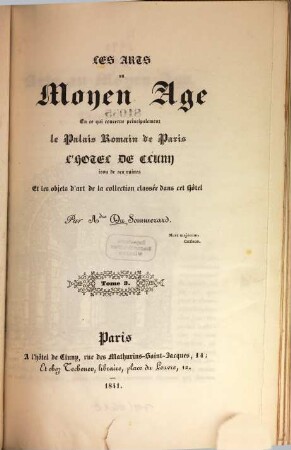 LES ARTS
au
Moyen Age
En ce qui concerne principalement
le Palais Romain de Paris
L'HOTEL DE CLUNY
issu de ses ruines
Et les objets d'art de la collection classée dans cet hôtel
Par A. Du Sommerard.
Tome 3.
Paris
A l'hôtel de Cluny, rue des Mathurins-Saint-Jacques, 14;
Et chez Techener, libraire, place du Louvre, 12.
1841.